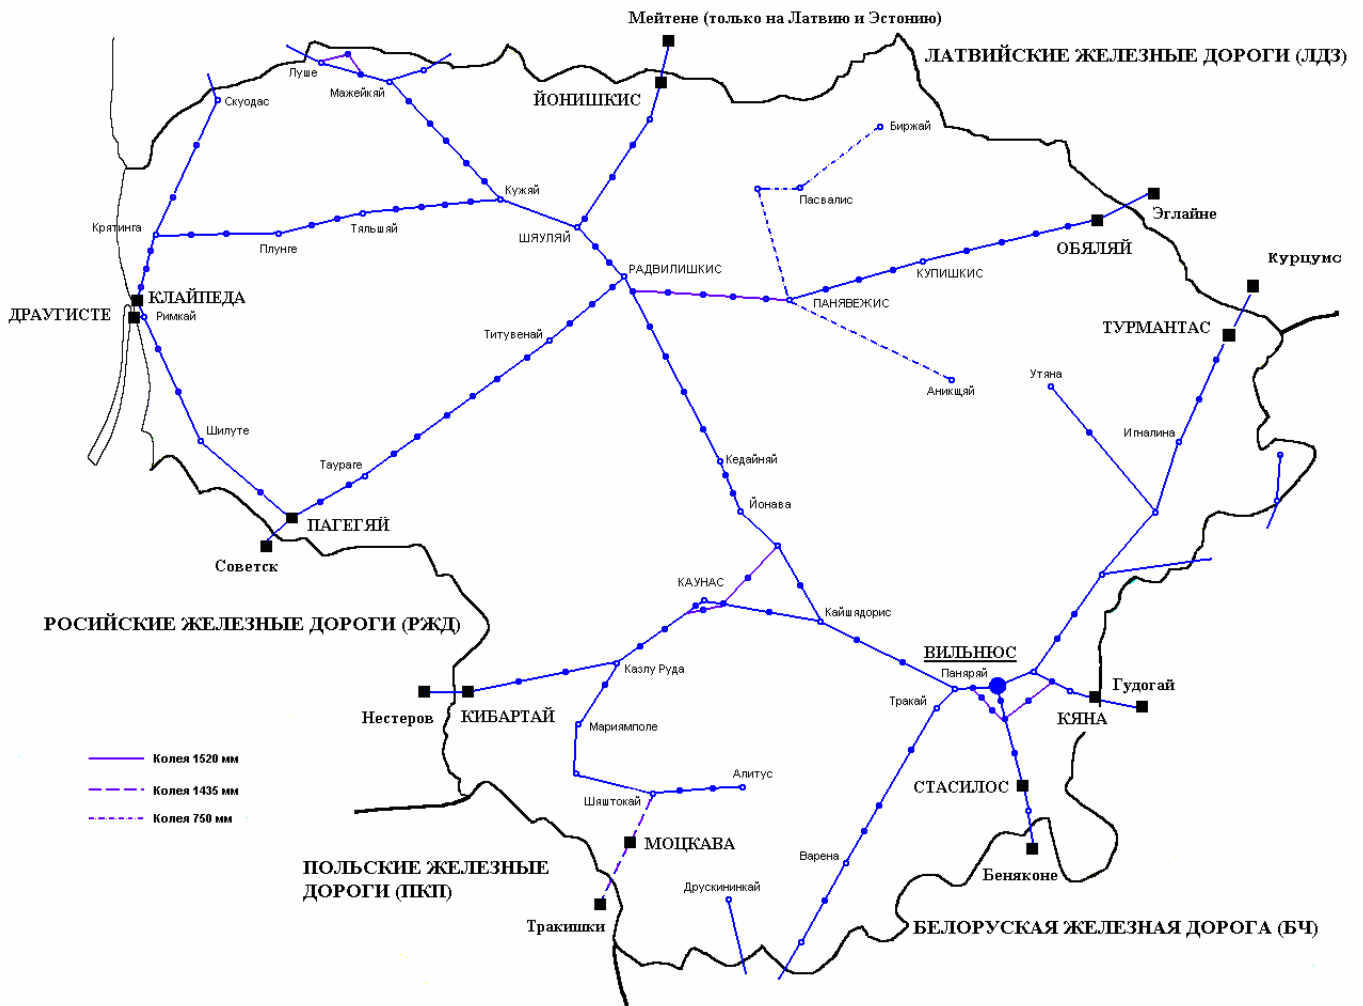 Мейтене (только на Латвию и Эстонию)
ЛАТВИЙСКИЕ ЖЕЛЕЗНЫЕ ДОРОГИ (ЛДЗ)
Луше
Мажейкяй
Скуодас
ЙОНИШКИС
Биржай
Кужяй
Пасвалис
Эглайне
Крятинга
Плунге
Тяльшяй
ШЯУЛЯЙ
ОБЯЛЯЙ
Курцумс
РАДВИЛИШКИС
КУПИШКИС
КЛАЙПЕДА
ДРАУГИСТЕ
Римкай
ПАНЯВЕЖИС
ТУРМАНТАС
Титувенай
Утяна
Аникщяй
Шилуте
Игналина
Таураге
Кедайняй
Йонава
ПАГЕГЯЙ
Советск
КАУНАС
Кайшядорис
РОСИЙСКИЕ ЖЕЛЕЗНЫЕ ДОРОГИ (РЖД)
ВИЛЬНЮС
Казлу Руда
Паняряй
Гудогай
Нестеров
КИБАРТАЙ
Тракай
КЯНА
Мариямполе
Колея 1520 мм
Колея 1435 мм
Колея 750 мм
Алитус
Шяштокай
СТАСИЛОС
МОЦКАВА
Варена
ПОЛЬСКИЕ ЖЕЛЕЗНЫЕ
ДОРОГИ (ПКП)
Беняконе
Друскининкай
Тракишки
БЕЛОРУСКАЯ ЖЕЛЕЗНАЯ ДОРОГА (БЧ)